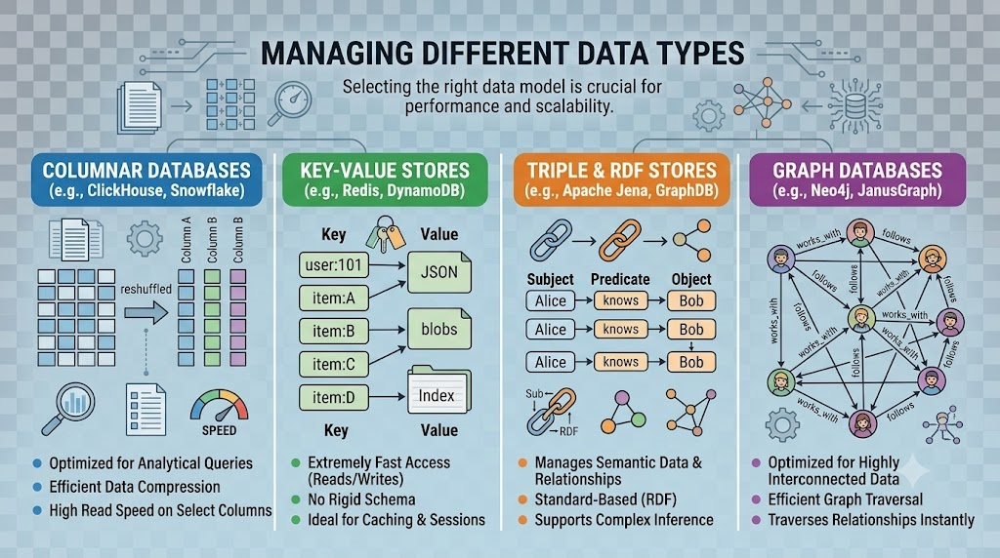 MANAGING DIFFERENT DATA TYPES
Selecting the right data model is crucial for
performance and scalability.
COLUMNAR DATABASES
(e.g., ClickHouse, Snowflake)
Column A
Column B
Column B
reshuffled
SPEED
Optimized for Analytical Queries
Efficient Data Compression
High Read Speed on Select Columns
KEY-VALUE STORES
(e.g., Redis, DynamoDB)
Key
Value
user:101
JSON
item:A
item:B
blobs
item:C
item:D
Index
Key
Value
Extremely Fast Access
(Reads/Writes)
No Rigid Schema
Ideal for Caching & Sessions
TRIPLE & RDF STORES
(e.g., Apache Jena, GraphDB)
Subject
Predicate
Object
Alice
knows
Bob
Alice
knows
Bob
Alice
knows
Bob
Sub
RDF
Manages Semantic Data &
Relationships
Standard-Based (RDF)
Supports Complex Inference
GRAPH DATABASES
(e.g., Neo4j, JanusGraph)
works_with
follows
follows
follows
works_with
follows
works_with
follows
works_with
works_with
works_with
follows
follows
works_with
follows
Optimized for Highly
Interconnected Data
Efficient Graph Traversal
Traverses Relationships Instantly